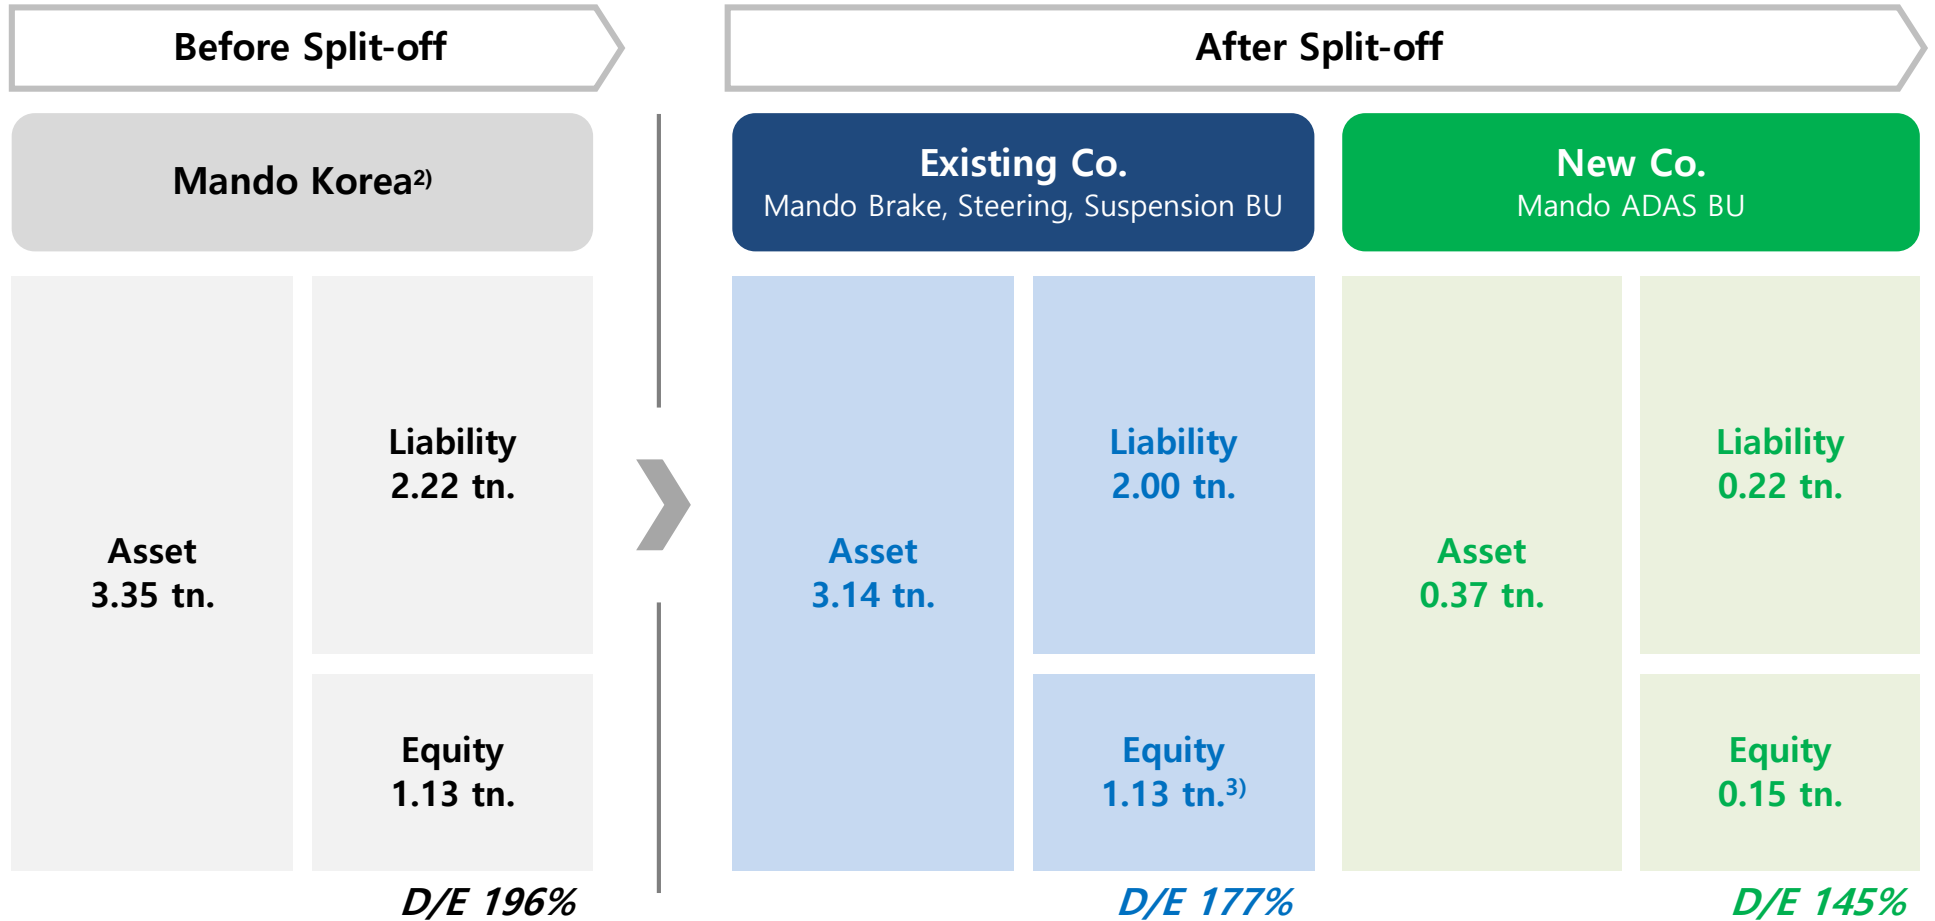 Before Split-off
After Split-off
Mando Korea2)
Existing Co.
Mando Brake, Steering, Suspension BU
New Co.
Mando ADAS BU
Asset
3.35 tn.
Liability
2.22 tn.
Equity
1.13 tn.
D/E 196%
Asset
3.14 tn.
Liability
2.00 tn.
Equity
1.13 tn.3)
D/E 177%
Asset
0.37 tn.
Liability
0.22 tn.
Equity
0.15 tn.
D/E 145%